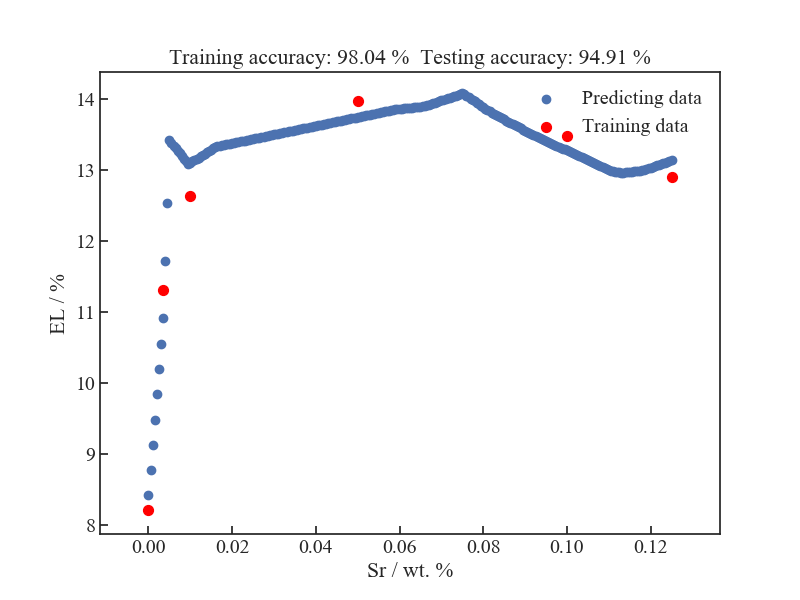 Training accuracy: 98.04 %  Testing accuracy: 94.91 %
14
13
12
11
10
9
8
EL / %
Predicting data
Training data
0.00 0.02 0.04 0.06 0.08 0.10 0.12
Sr / wt. %